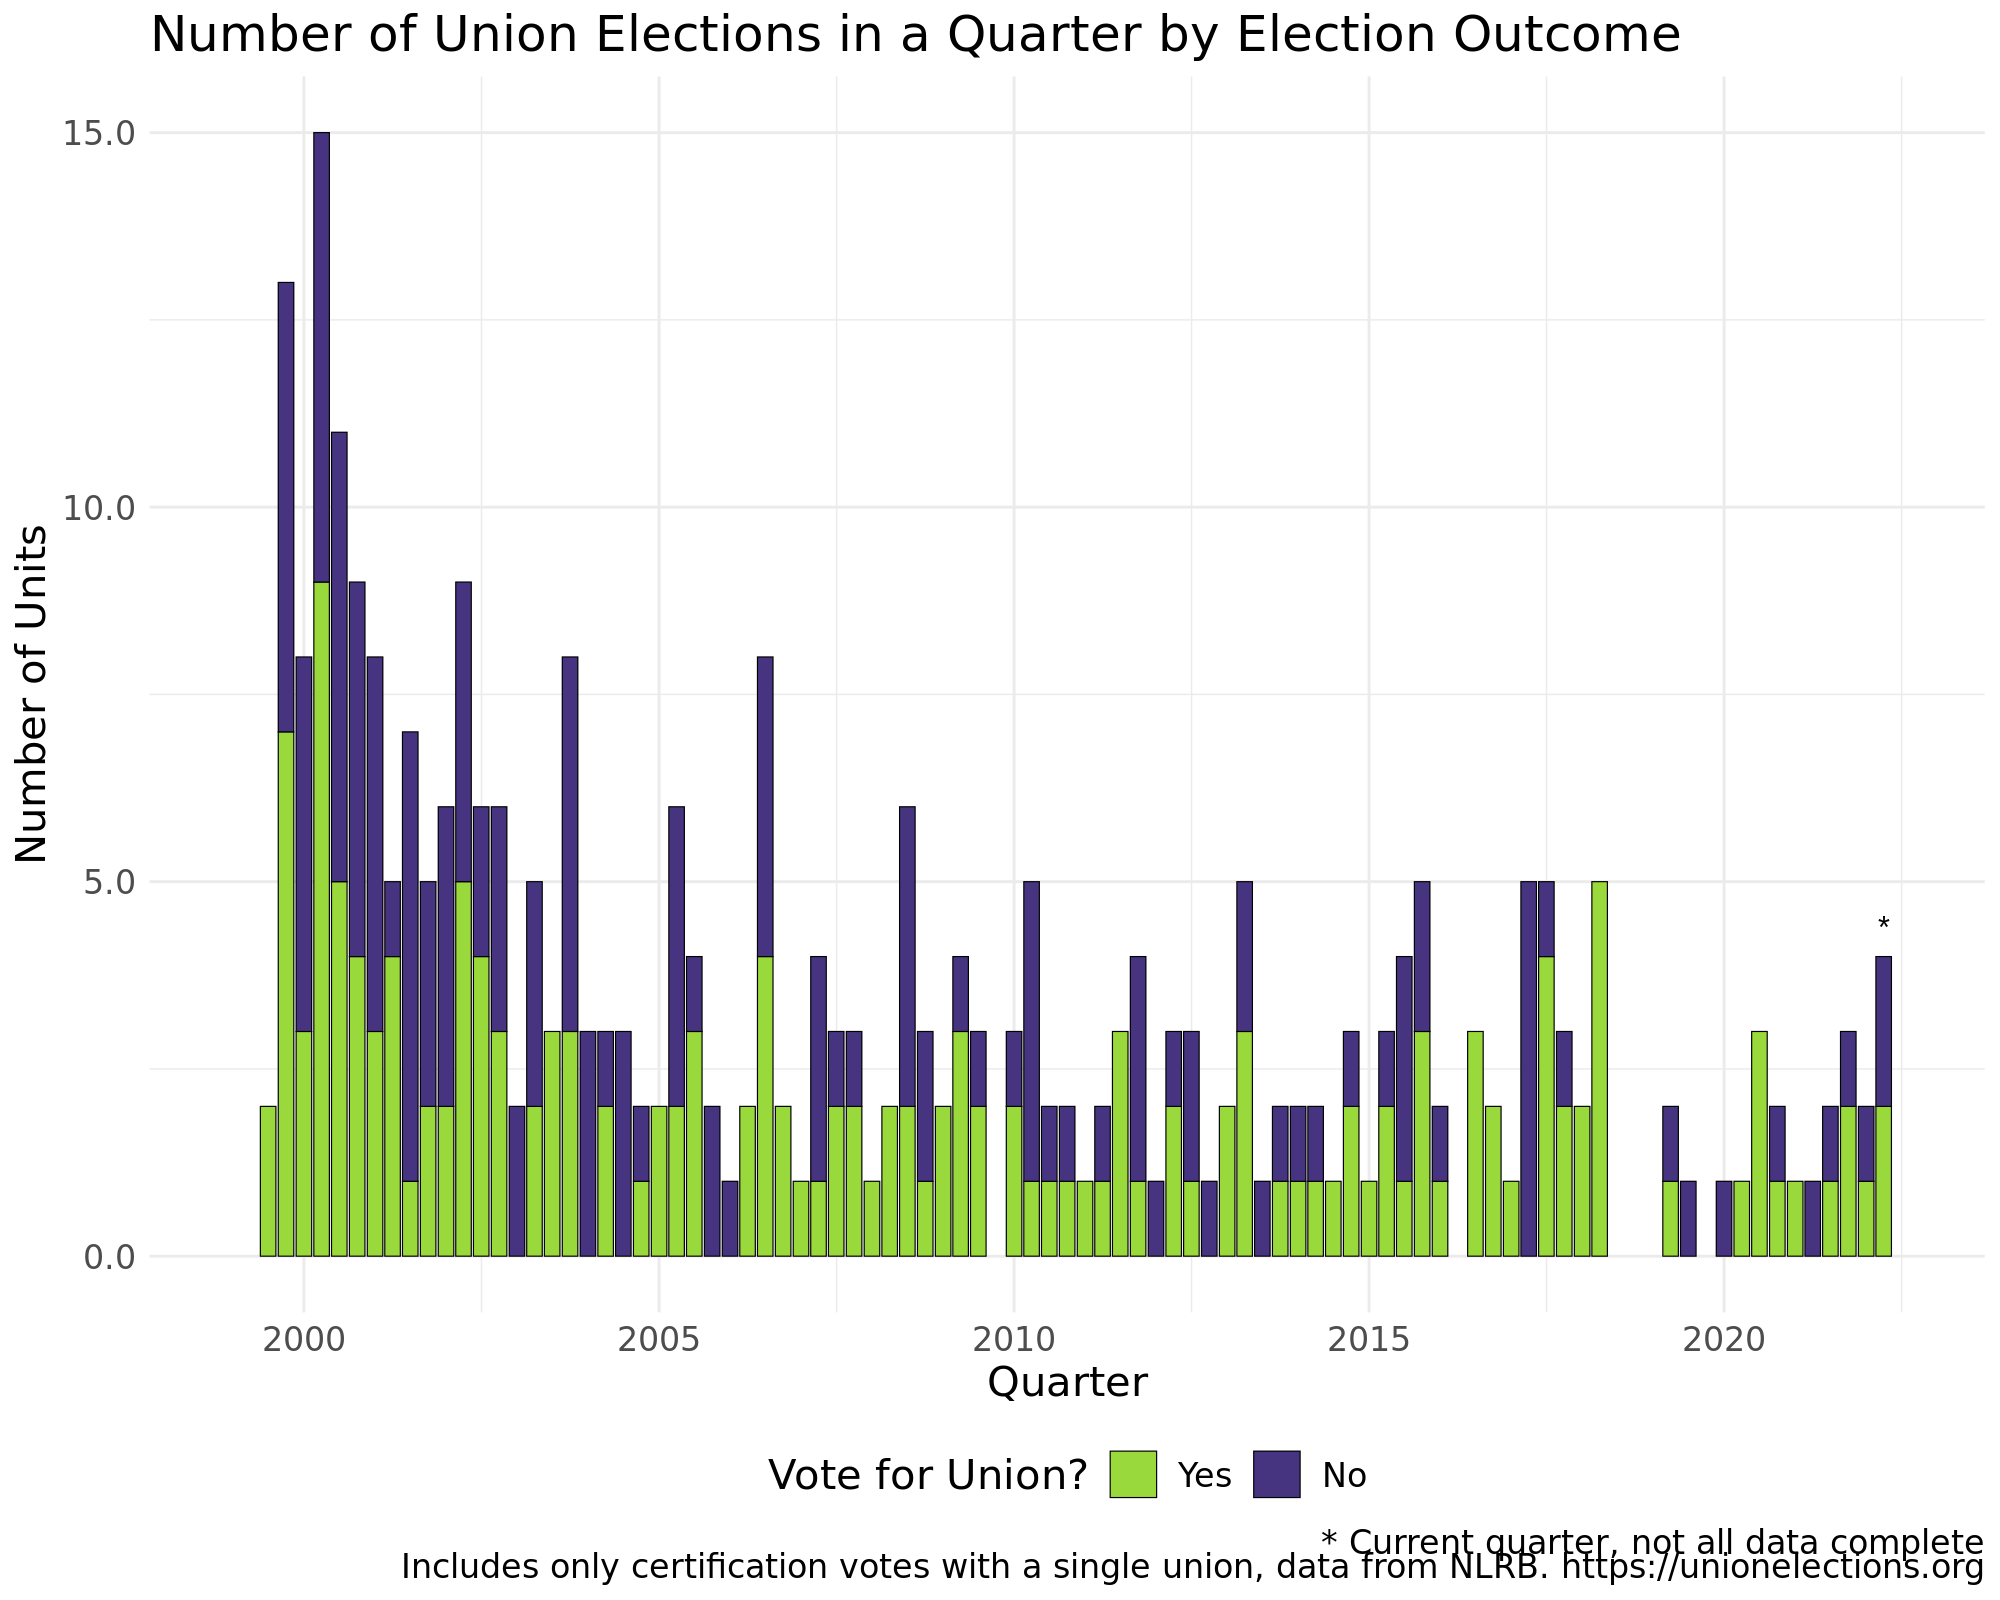 Number of Union Elections in a Quarter by Election Outcome
15.0
10.0
5.0
0.0
Number of Units
*
2000 2005 2010 2015 2020
Quarter
Vote for Union? Yes No
* Current quarter, not all data complete
Includes only certification votes with a single union, data from NLRB. https://unionelections.org